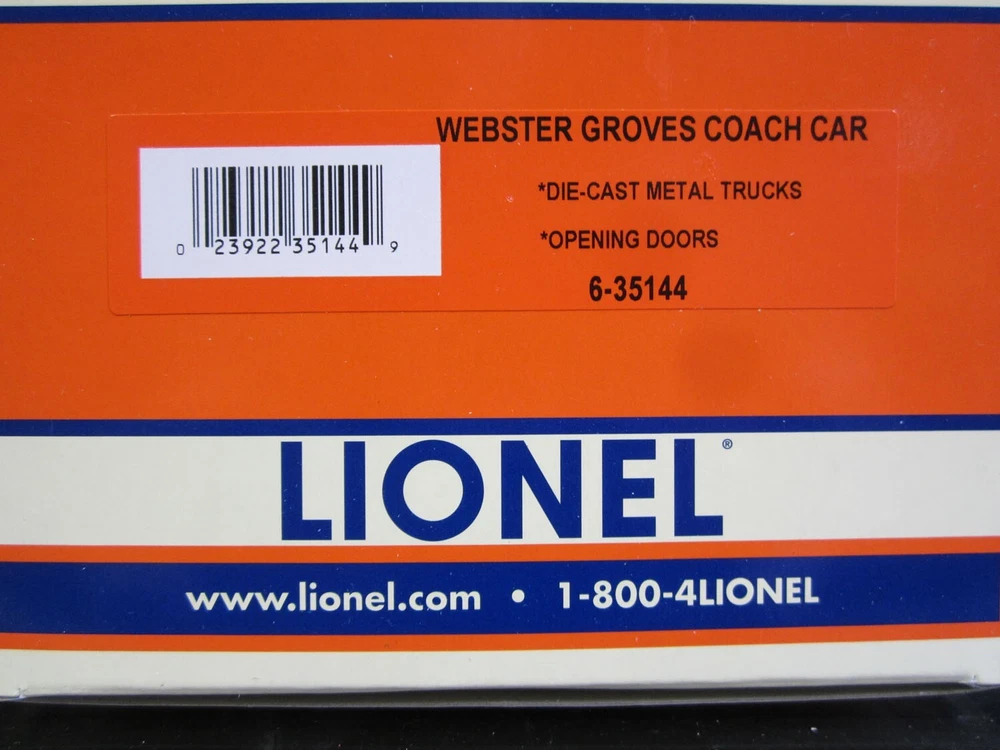 WEBSTER GROVES COACH CAR
*DIE-CAST METAL TRUCKS
*OPENING DOORS
6-35144
0 23922 35144 9
LIONEL®
www.lionel.com • 1-800-4LIONEL